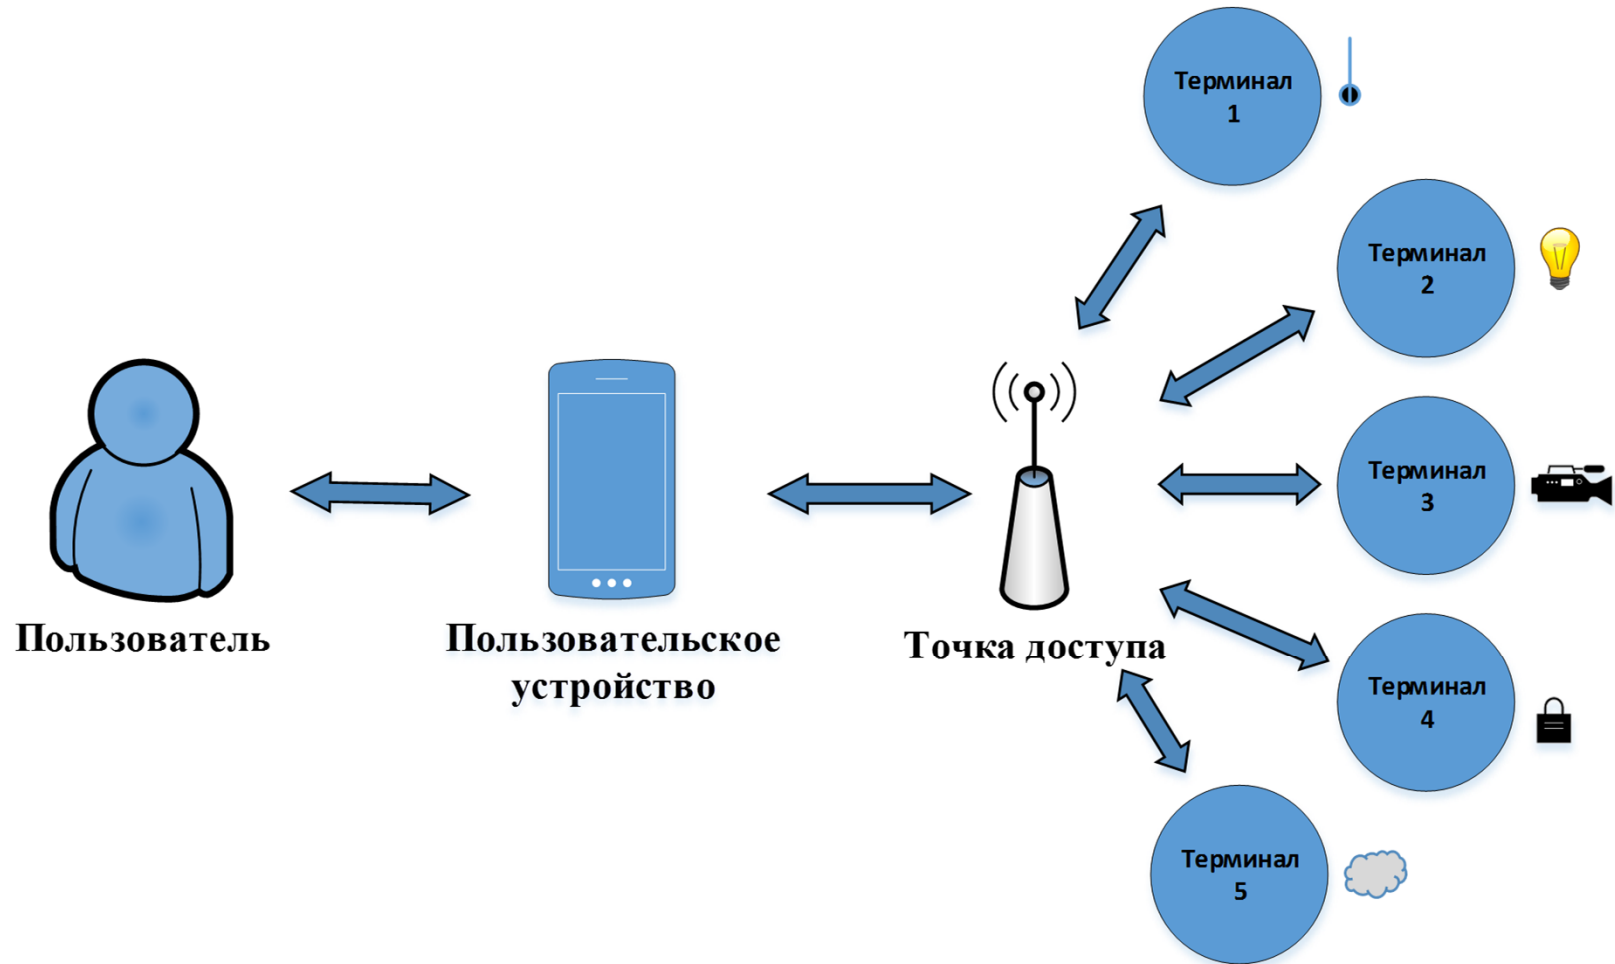 Терминал
1
Терминал
2
Терминал
3
Терминал
4
Терминал
5
Пользователь
Пользовательское
устройство
Точка доступа